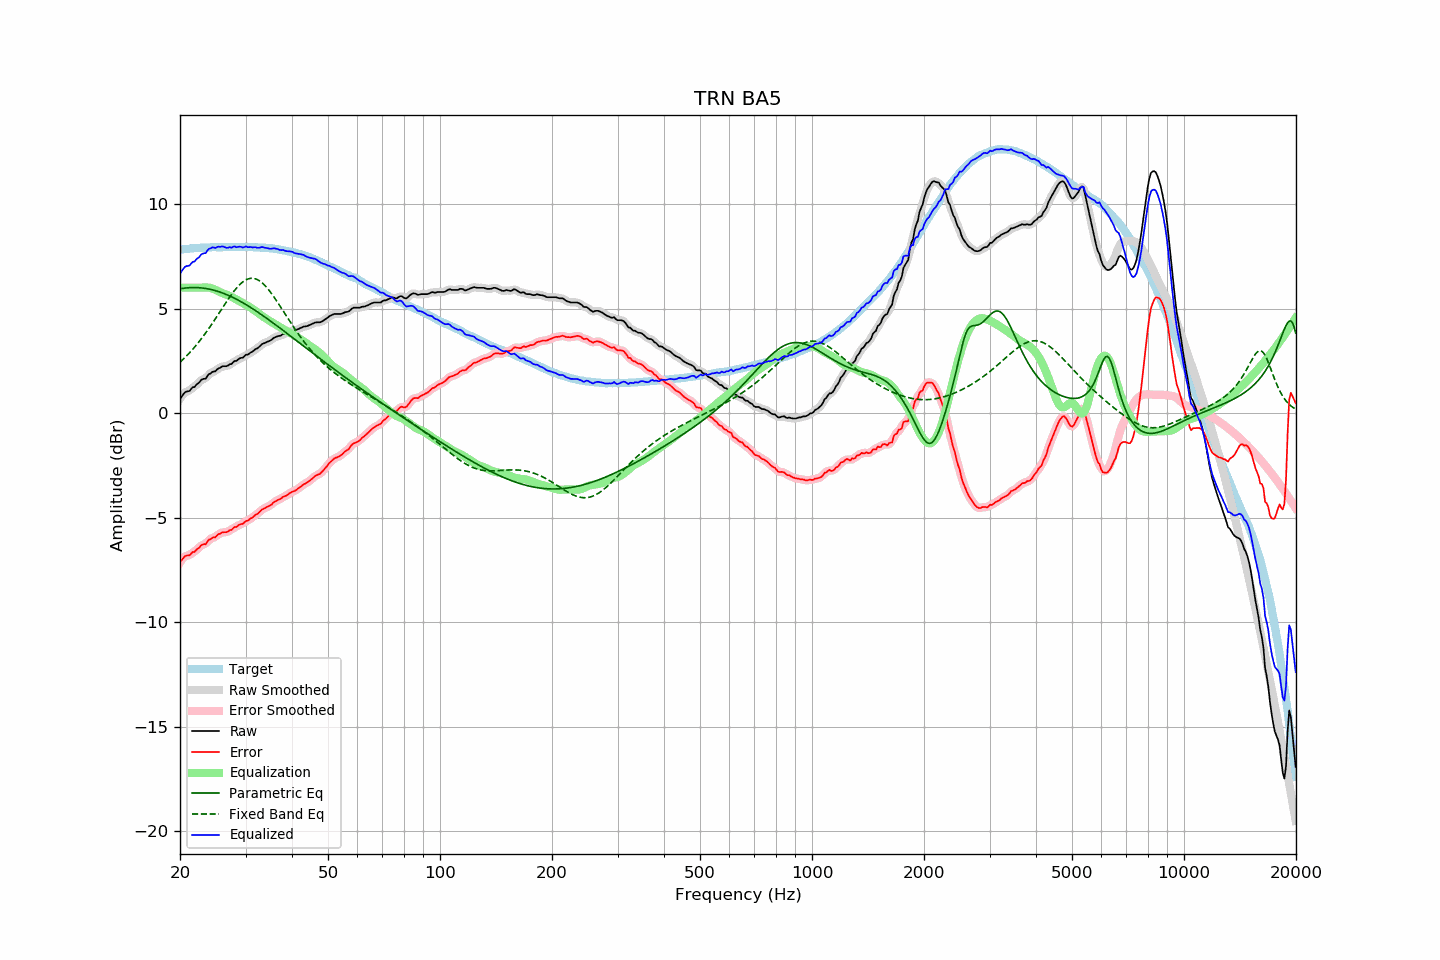 TRN BA5
Amplitude (dBr)
10
5
0
−5
−10
−15
−20
Target
Raw Smoothed
Error Smoothed
Raw
Error
Equalization
Parametric Eq
Fixed Band Eq
Equalized
20 50 100 200 500 1000 2000 5000 10000 20000
Frequency (Hz)